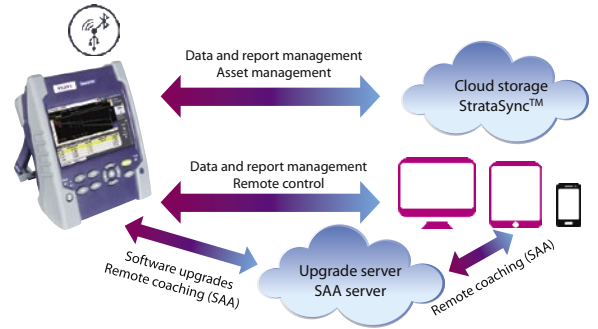 Data and report management
Asset management
Cloud storage
StrataSync™
Data and report management
Remote control
Software upgrades
Remote coaching (SAA)
Upgrade server
SAA server
Remote coaching (SAA)